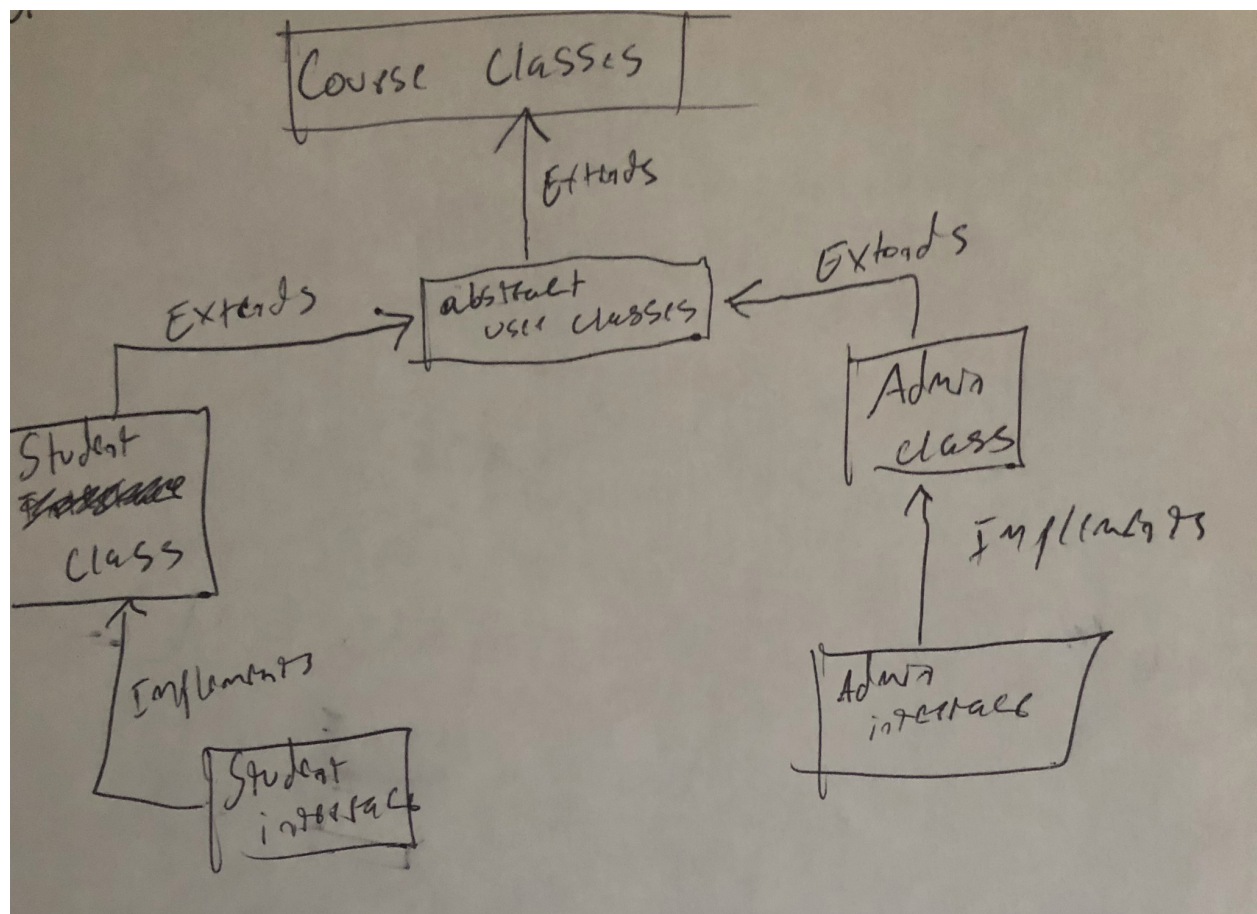 Course Classes
Extends
Extends
Extends
abstract
user classes
Admin
class
Student
class
Implements
Implements
Admin
interface
Student
interface